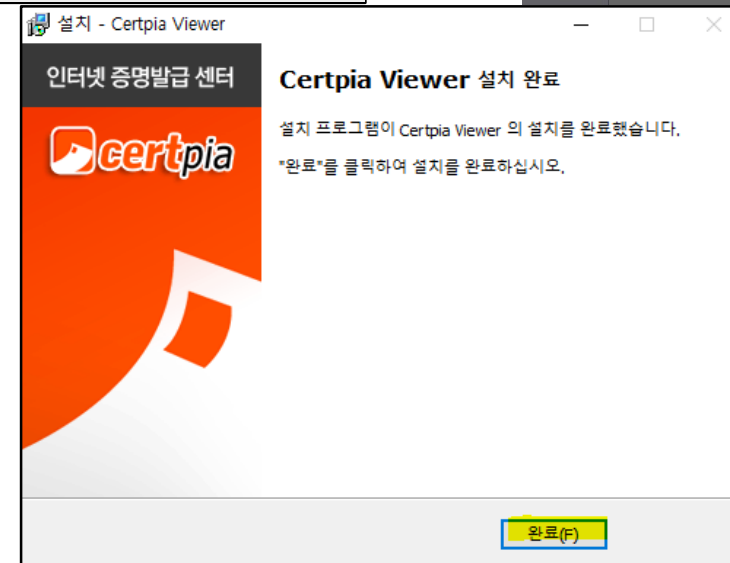 설치 - Certpia Viewer
인터넷 증명발급 센터
certpia
Certpia Viewer 설치 완료
설치 프로그램이 Certpia Viewer 의 설치를 완료했습니다.
"완료"를 클릭하여 설치를 완료하십시오.
완료(F)